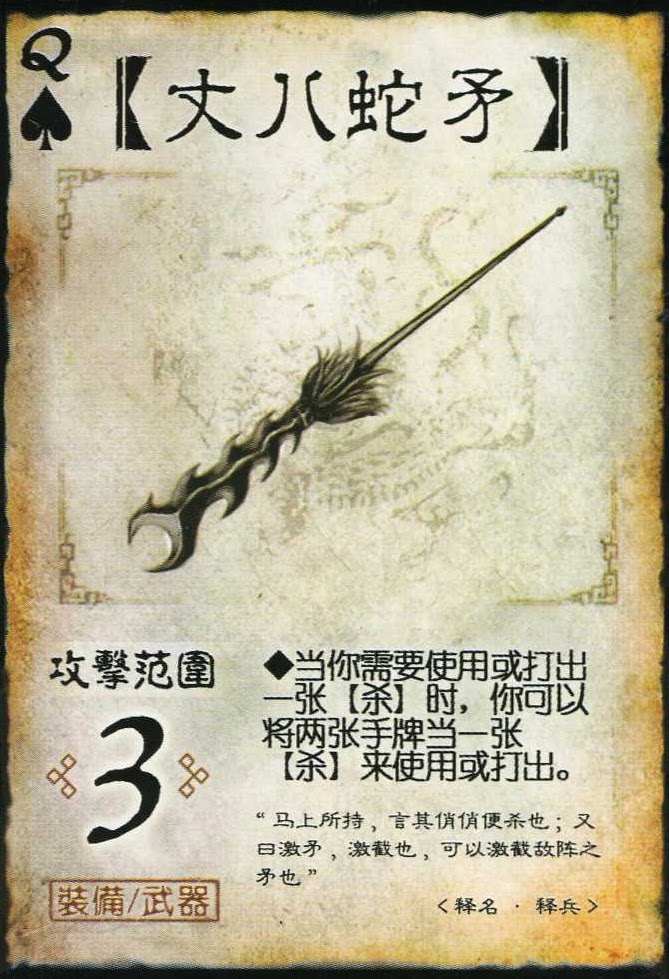 Q
【丈八蛇矛】
攻擊范圍
3
装備/武器
◆当你需要使用或打出
一张【杀】时，你可以
将两张手牌当一张
【杀】来使用或打出。
“马上所持，言其俏俏便杀也；又
曰激矛，激截也，可以激截敌阵之
矛也”
＜释名·释兵＞